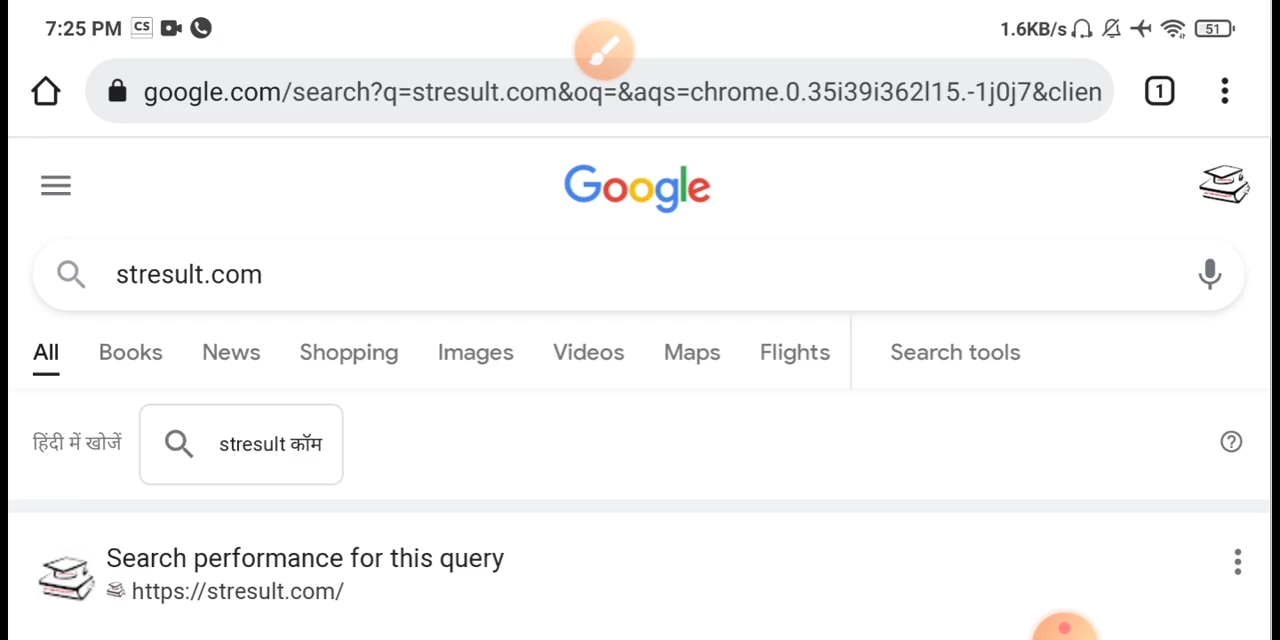 7:25 PM CS 1.6KB/s 51
google.com/search?q=stresult.com&oq=&aqs=chrome.0.35i39i362l15.-1j0j7&clien 1
Google
stresult.com
All Books News Shopping Images Videos Maps Flights Search tools
हिंदी में खोजें stresult कॉम
Search performance for this query
https://stresult.com/